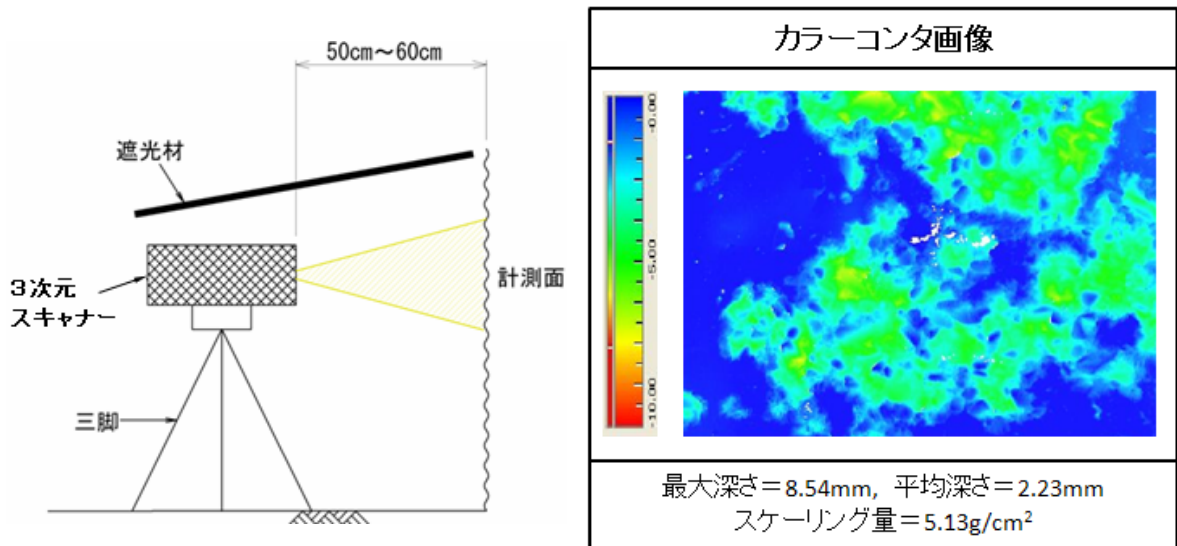 50cm～60cm
遮光材
3次元
スキャナー
計測面
三脚
カラーコンタ画像
-0.00
-5.00
-10.00
最大深さ＝8.54mm, 平均深さ＝2.23mm
スケーリング量＝5.13g/cm²